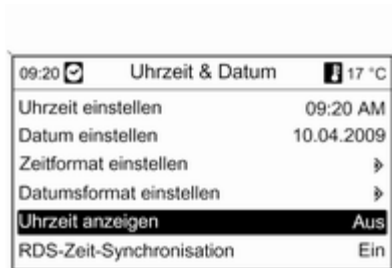 09:20 Uhrzeit & Datum 17 °C
Uhrzeit einstellen 09:20 AM
Datum einstellen 10.04.2009
Zeitformat einstellen
Datumsformat einstellen
Uhrzeit anzeigen Aus
RDS-Zeit-Synchronisation Ein